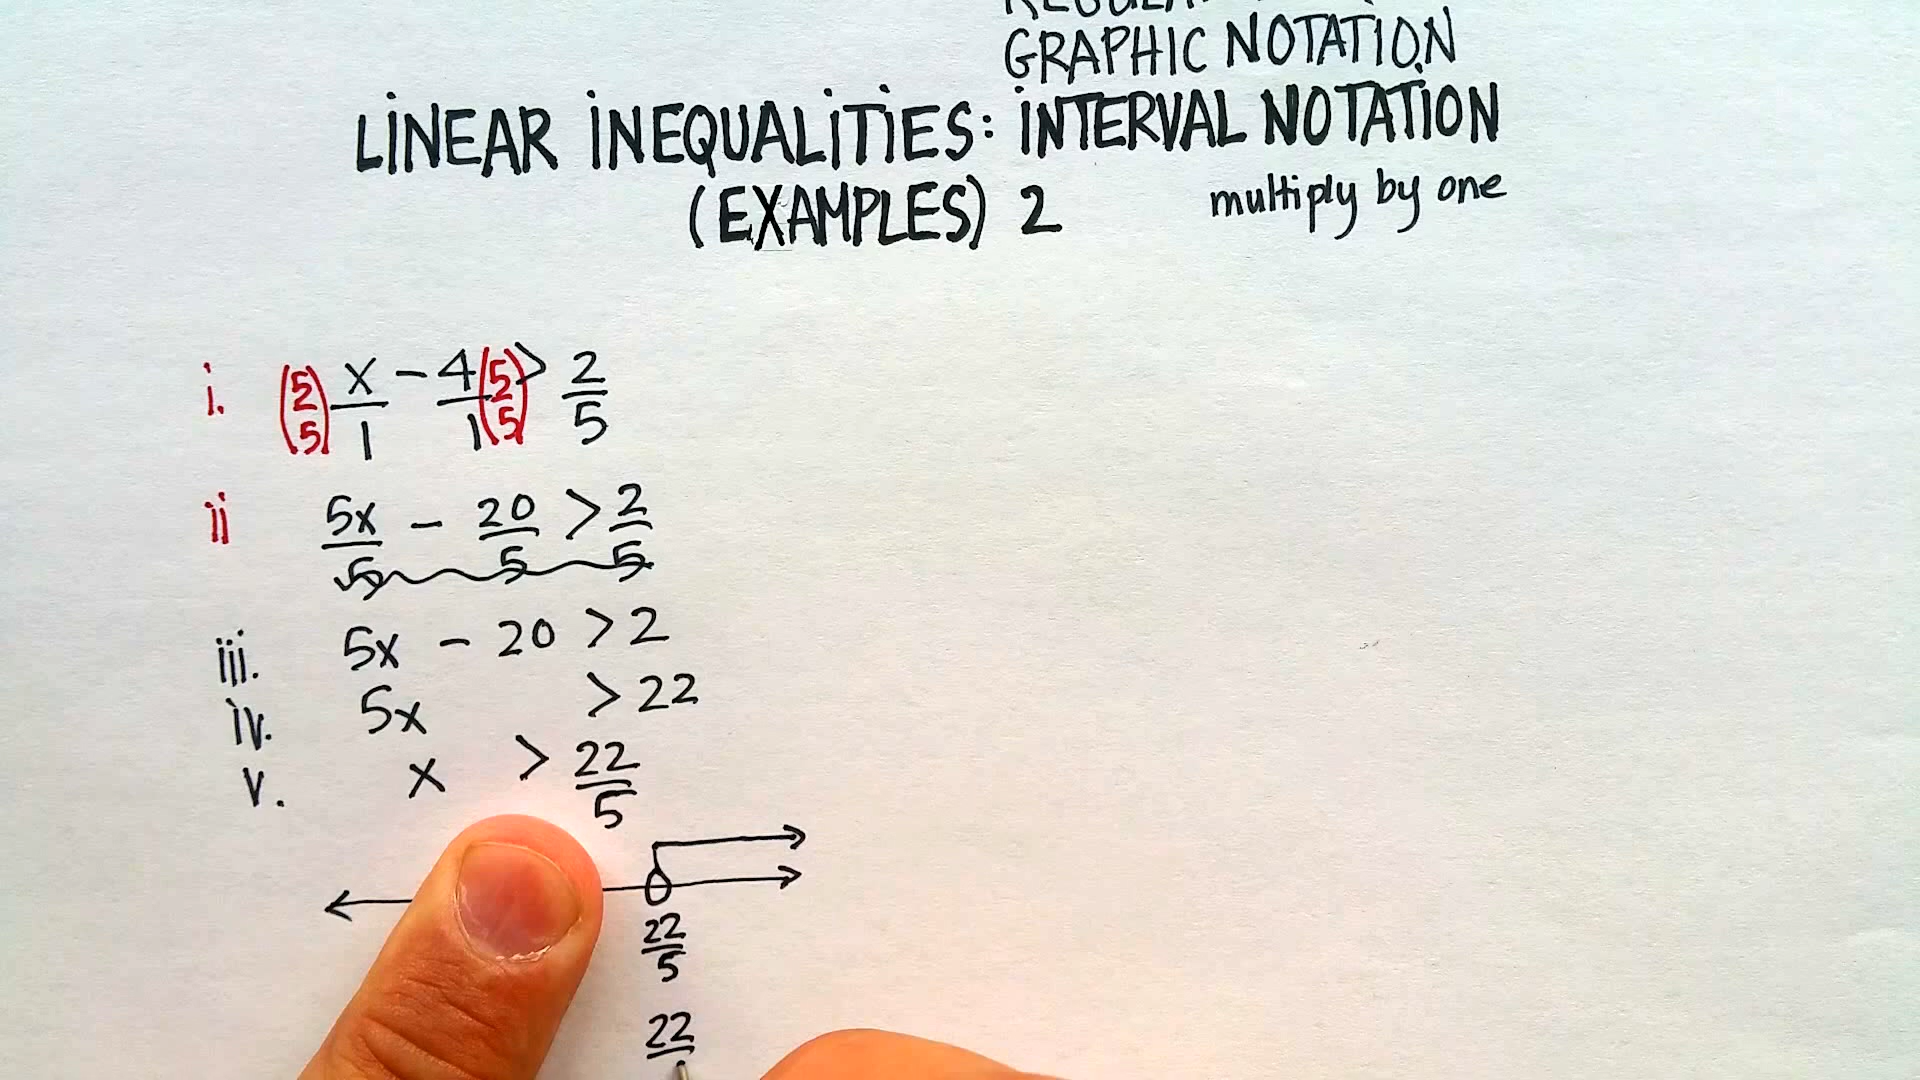 GRAPHIC NOTATION
LINEAR INEQUALITIES: INTERVAL NOTATION
(EXAMPLES) 2 multiply by one
i. (5/5) x/1 - 4/1 (5/5) > 2/5
ii 5x/5 - 20/5 > 2/5
iii. 5x - 20 > 2
iv. 5x > 22
v. x > 22/5
22/5
22